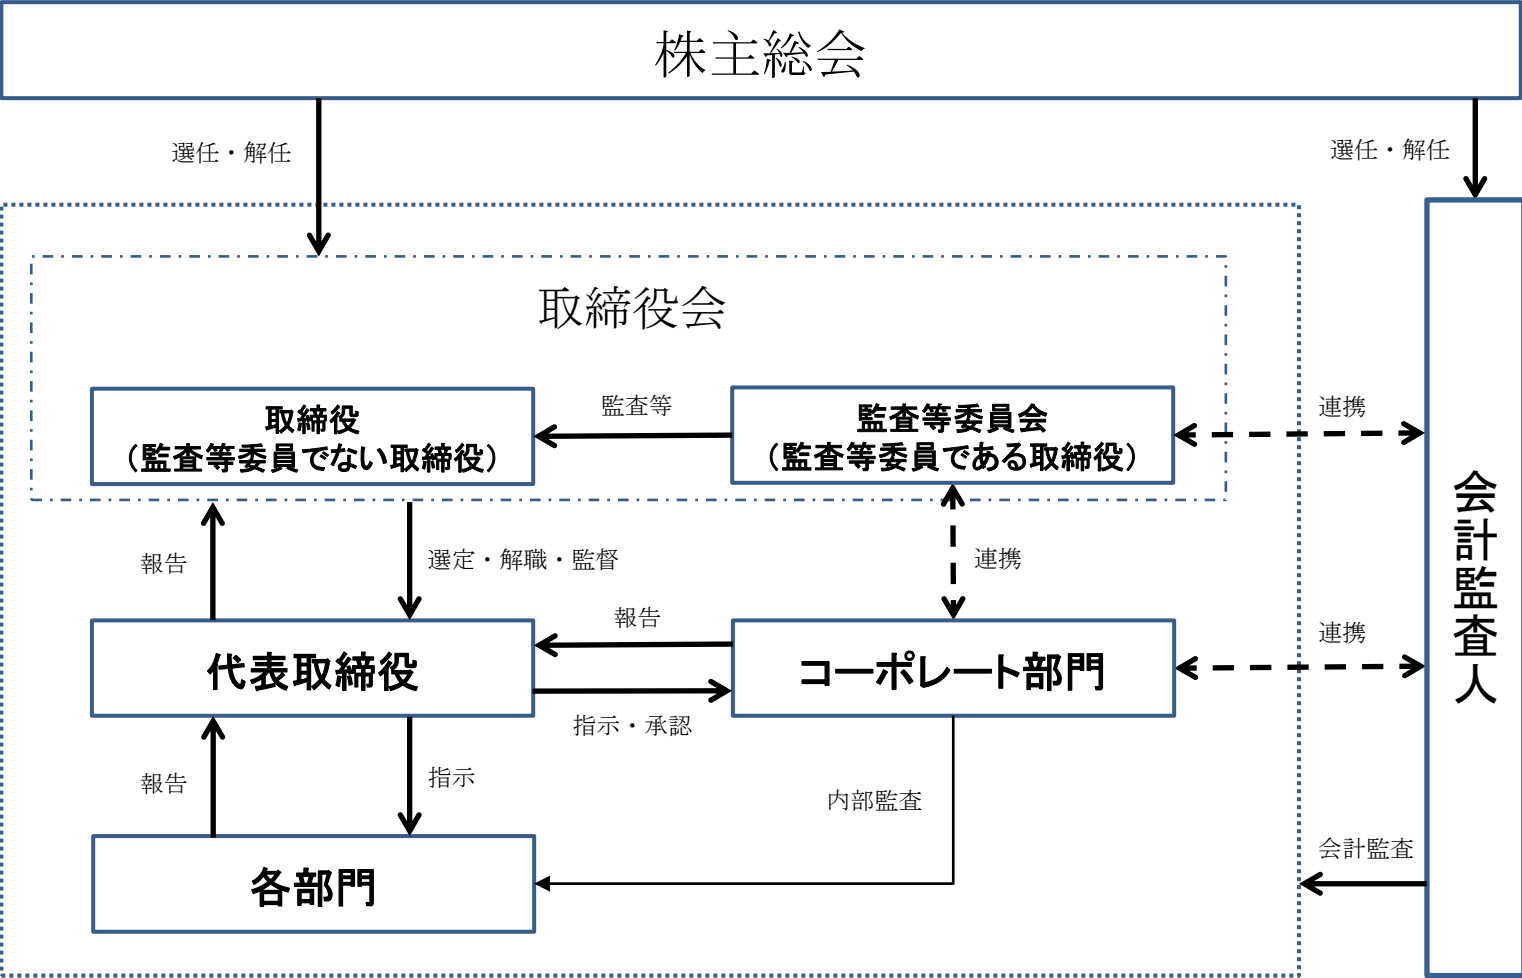 株主総会
選任・解任
選任・解任
取締役会
取締役
（監査等委員でない取締役）
監査等
監査等委員会
（監査等委員である取締役）
連携
会計監査人
報告
選定・解職・監督
連携
代表取締役
報告
指示・承認
コーポレート部門
連携
報告
指示
内部監査
会計監査
各部門